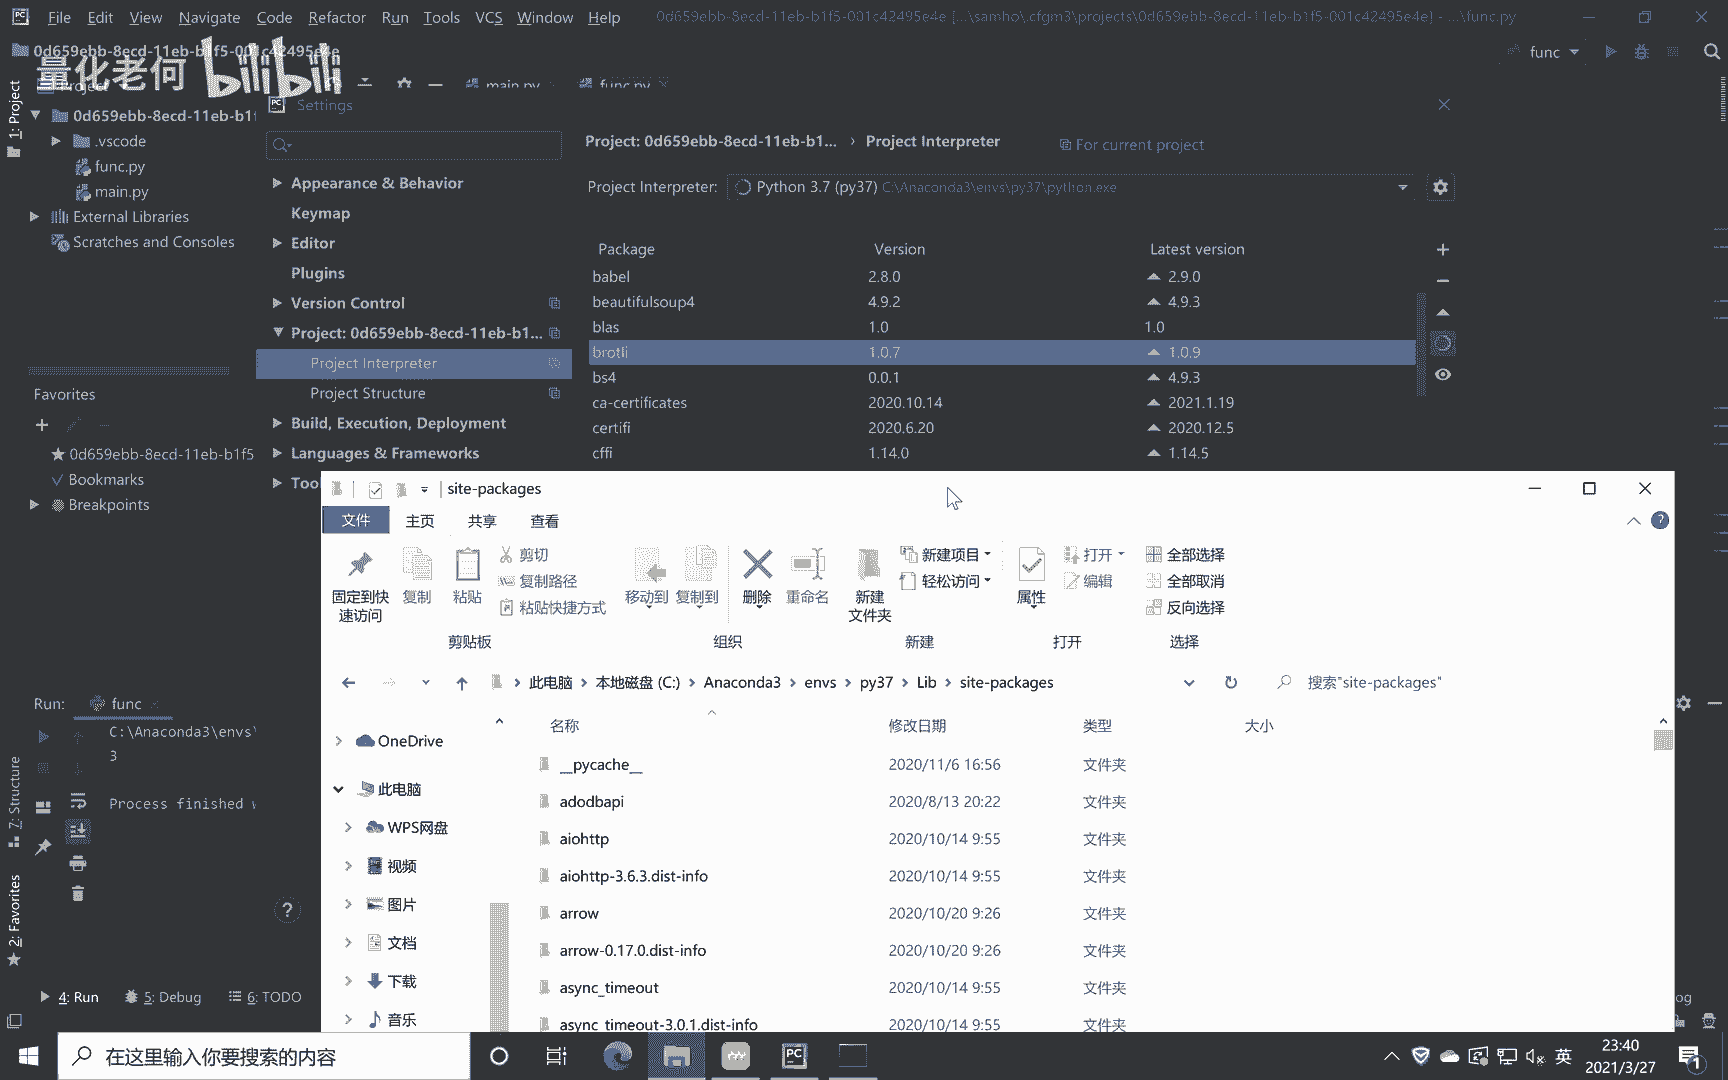 File Edit View Navigate Code Refactor Run Tools VCS Window Help
0d659ebb-8ecd-11eb-b1f5-001c42495e4e [...\samho\.cfgm3\projects\0d659ebb-8ecd-11eb-b1f5-001c42495e4e] - ...\func.py
0d659ebb-8ecd-11eb-b1f5-001c42495e4e
func
量化老何 bilibili
Project
main.py
func.py
1: Project
0d659ebb-8ecd-11eb-b1f
.vscode
func.py
main.py
External Libraries
Scratches and Consoles
Favorites
0d659ebb-8ecd-11eb-b1f5
Bookmarks
Breakpoints
Settings
Appearance & Behavior
Keymap
Editor
Plugins
Version Control
Project: 0d659ebb-8ecd-11eb-b1...
Project Interpreter
Project Structure
Build, Execution, Deployment
Languages & Frameworks
Project: 0d659ebb-8ecd-11eb-b1... › Project Interpreter
For current project
Project Interpreter: Python 3.7 (py37) C:\Anaconda3\envs\py37\python.exe
Package Version Latest version
babel 2.8.0 2.9.0
beautifulsoup4 4.9.2 4.9.3
blas 1.0 1.0
brotli 1.0.7 1.0.9
bs4 0.0.1 4.9.3
ca-certificates 2020.10.14 2021.1.19
certifi 2020.6.20 2020.12.5
cffi 1.14.0 1.14.5
site-packages
文件 主页 共享 查看
固定到快速访问
复制
粘贴
剪切
复制路径
粘贴快捷方式
剪贴板
移动到
复制到
删除
重命名
组织
新建文件夹
新建项目
轻松访问
新建
属性
打开
编辑
打开
全部选择
全部取消
反向选择
选择
此电脑 › 本地磁盘 (C:) › Anaconda3 › envs › py37 › Lib › site-packages
搜索"site-packages"
OneDrive
此电脑
WPS网盘
视频
图片
文档
下载
音乐
名称 修改日期 类型 大小
__pycache__ 2020/11/6 16:56 文件夹
adodbapi 2020/8/13 20:22 文件夹
aiohttp 2020/10/14 9:55 文件夹
aiohttp-3.6.3.dist-info 2020/10/14 9:55 文件夹
arrow 2020/10/20 9:26 文件夹
arrow-0.17.0.dist-info 2020/10/20 9:26 文件夹
async_timeout 2020/10/14 9:55 文件夹
async_timeout-3.0.1.dist-info 2020/10/14 9:55 文件夹
Run: func
C:\Anaconda3\envs\
3
Process finished
7: Structure
2: Favorites
4: Run 5: Debug 6: TODO
在这里输入你要搜索的内容
英
23:40
2021/3/27
1